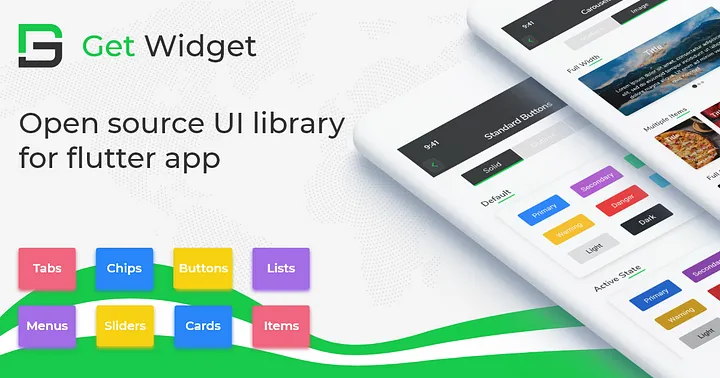 Get Widget
Open source UI library
for flutter app
Tabs
Chips
Buttons
Lists
Menus
Sliders
Cards
Items
9:41
Standard Buttons
Solid
Default
Primary
Secondary
Warning
Danger
Light
Dark
Active State
Primary
Secondary
Warning
Light
9:41
Carousel
Image
Full Width
Title
Multiple Items